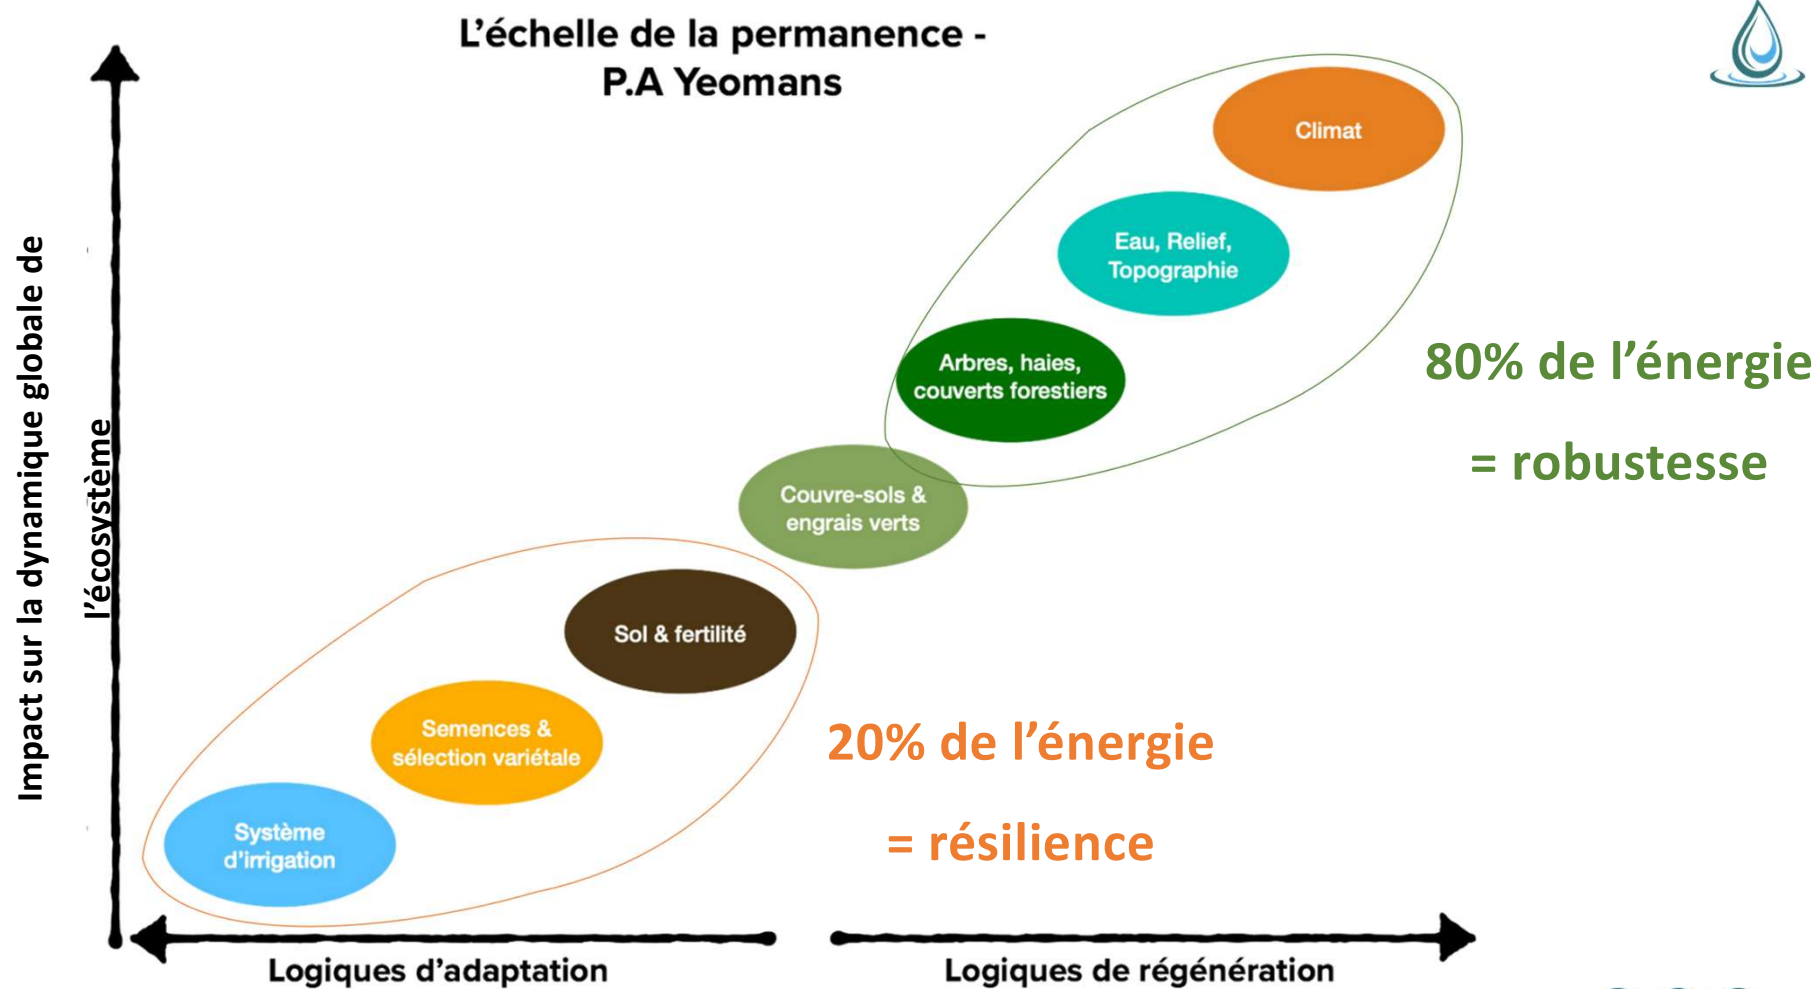 L'échelle de la permanence -
P.A Yeomans
Impact sur la dynamique globale de
l'écosystème
Climat
Eau, Relief,
Topographie
Arbres, haies,
couverts forestiers
80% de l'énergie
= robustesse
Couvre-sols &
engrais verts
Sol & fertilité
Semences &
sélection variétale
20% de l'énergie
= résilience
Système
d'irrigation
Logiques d'adaptation
Logiques de régénération